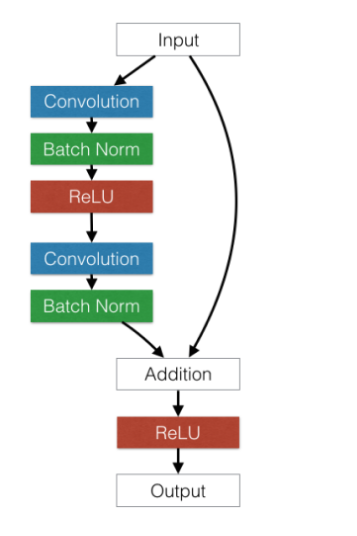 Input
Convolution
Batch Norm
ReLU
Convolution
Batch Norm
Addition
ReLU
Output